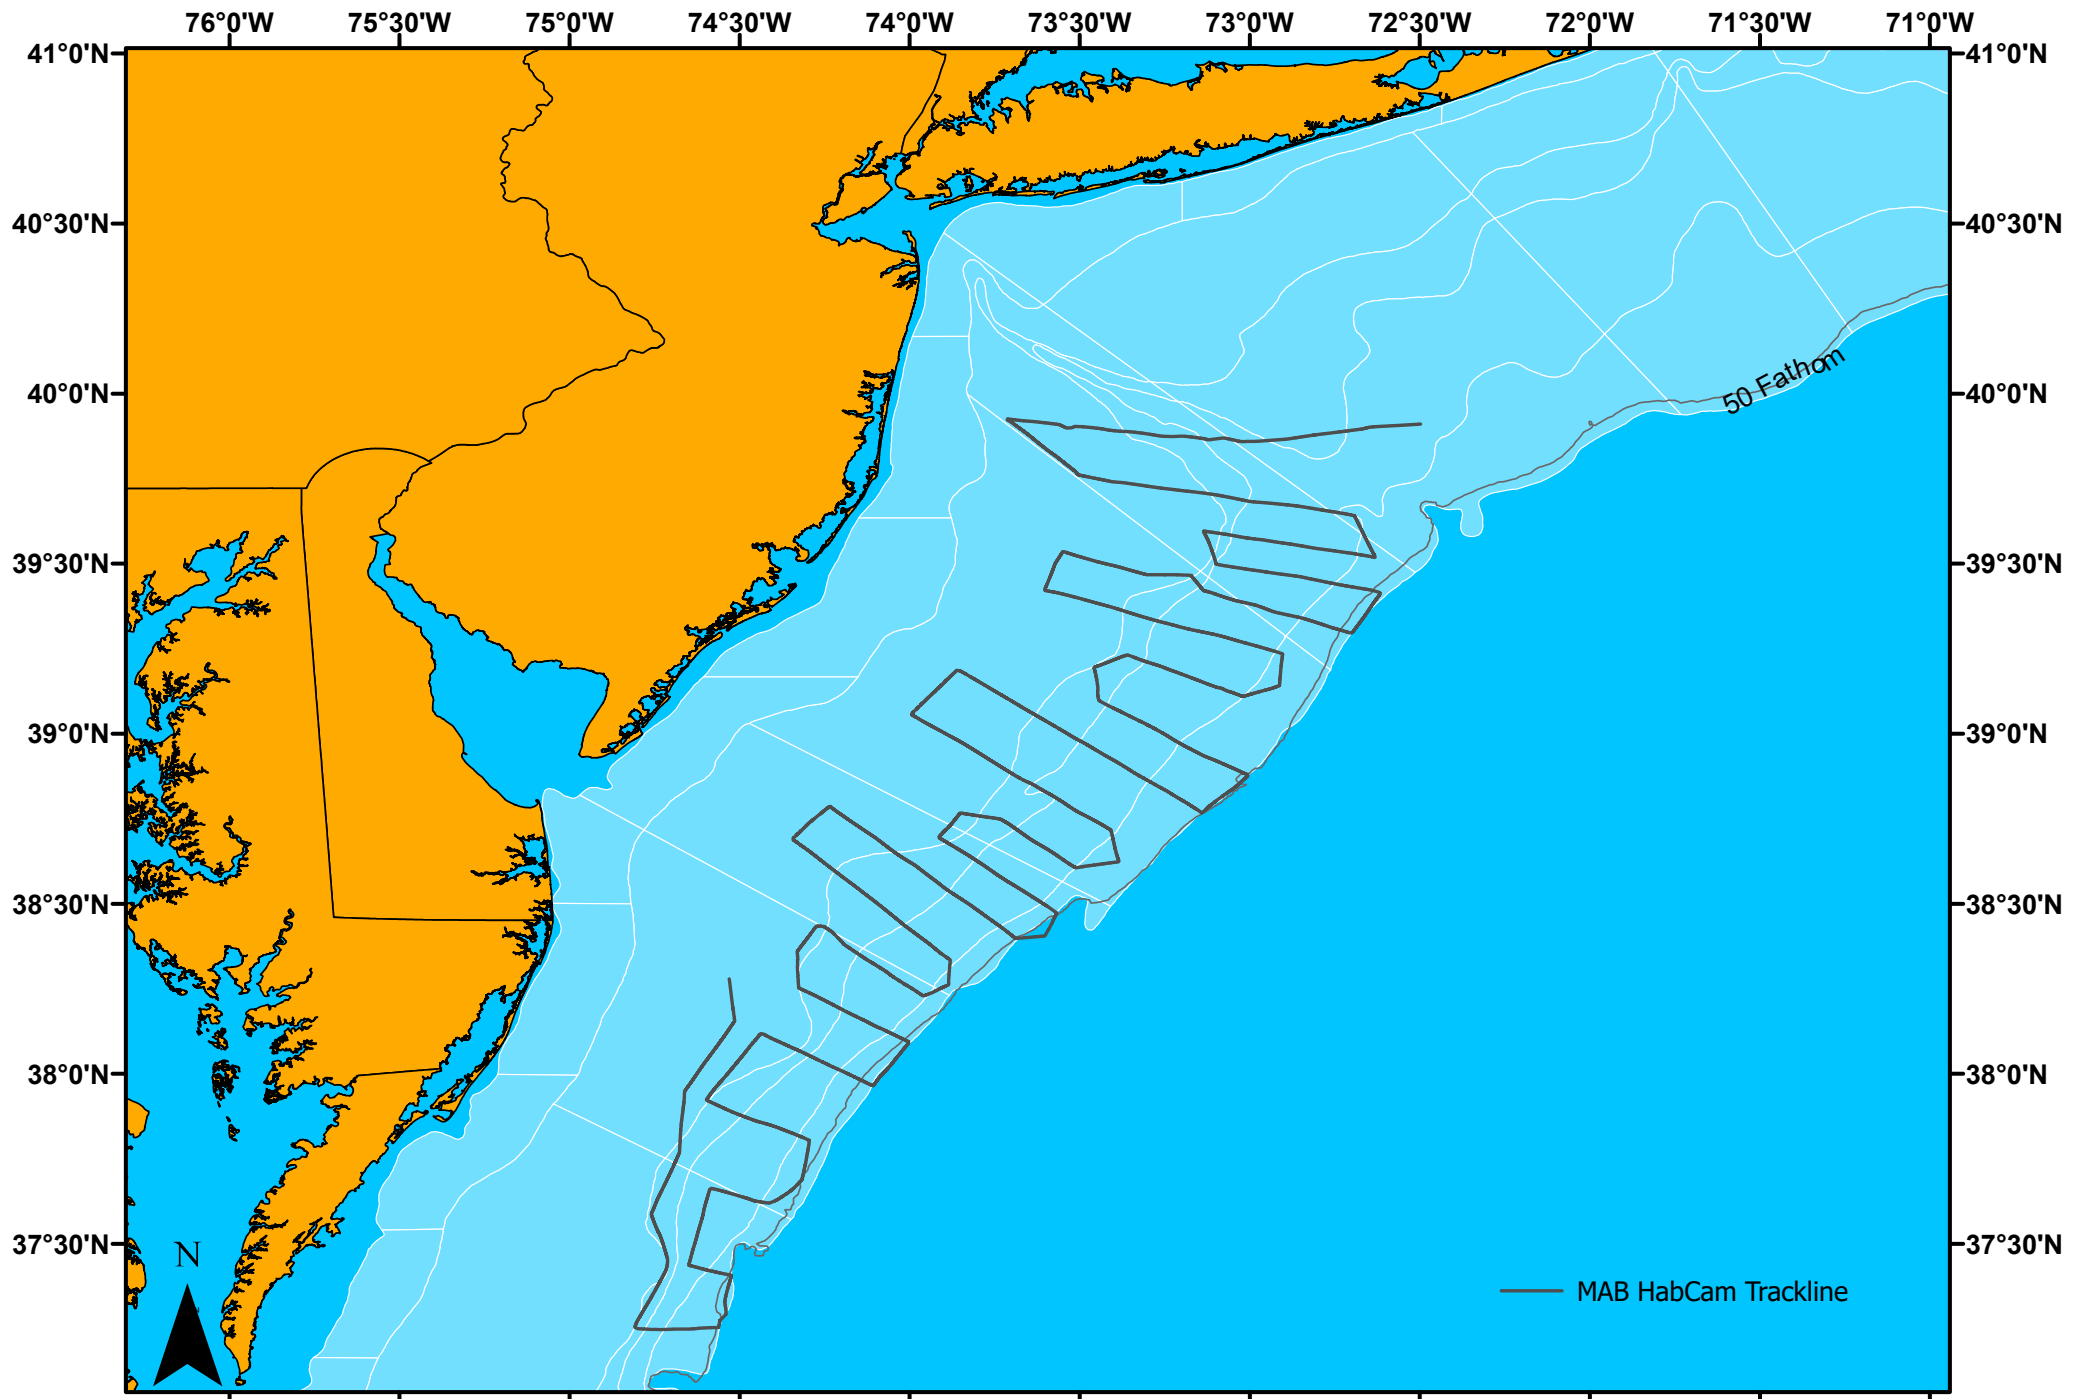 76°0'W 75°30'W 75°0'W 74°30'W 74°0'W 73°30'W 73°0'W 72°30'W 72°0'W 71°30'W 71°0'W
41°0'N 41°0'N
40°30'N 40°30'N
40°0'N 40°0'N
50 Fathom
39°30'N 39°30'N
39°0'N 39°0'N
38°30'N 38°30'N
38°0'N 38°0'N
37°30'N 37°30'N
N
MAB HabCam Trackline